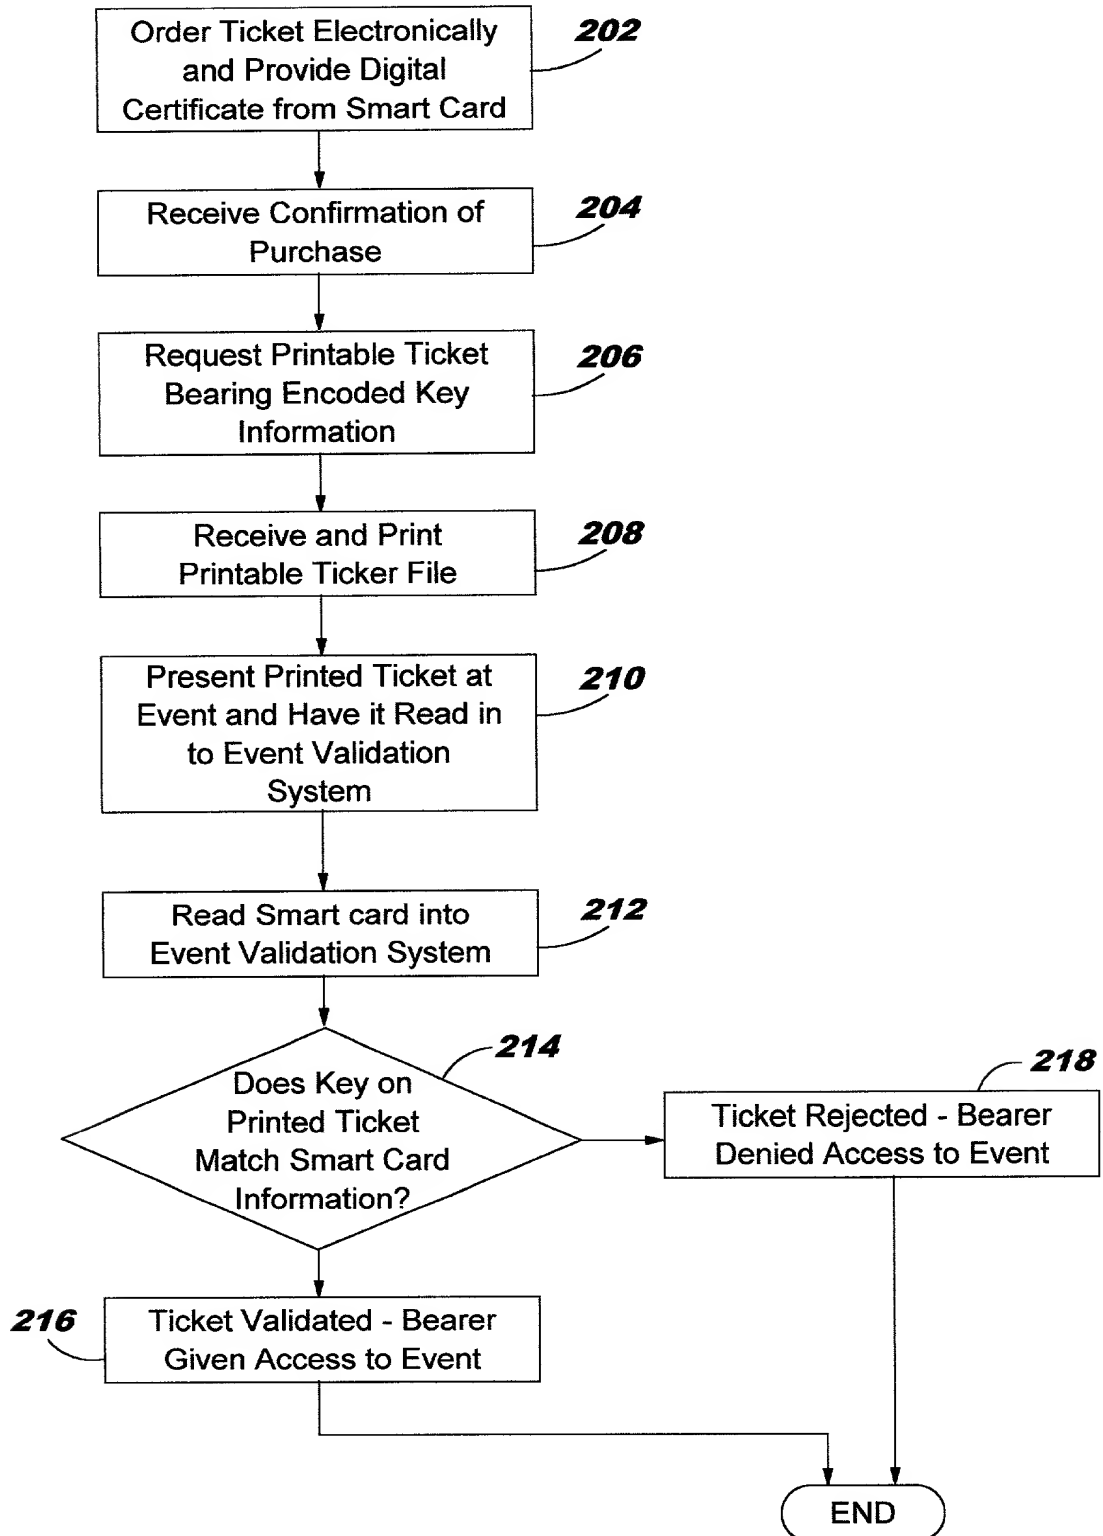 Order Ticket Electronically
and Provide Digital
Certificate from Smart Card
202
Receive Confirmation of
Purchase
204
Request Printable Ticket
Bearing Encoded Key
Information
206
Receive and Print
Printable Ticker File
208
Present Printed Ticket at
Event and Have it Read in
to Event Validation
System
210
Read Smart card into
Event Validation System
212
Does Key on
Printed Ticket
Match Smart Card
Information?
214
Ticket Rejected - Bearer
Denied Access to Event
218
Ticket Validated - Bearer
Given Access to Event
216
END